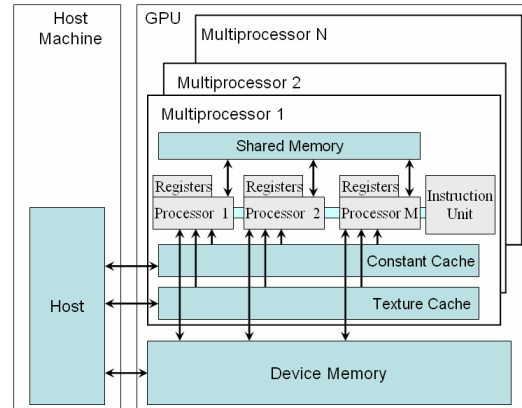 Host
Machine
GPU
Multiprocessor N
Multiprocessor 2
Multiprocessor 1
Shared Memory
Registers
Registers
Registers
Processor 1
Processor 2
Processor M
Instruction
Unit
Constant Cache
Texture Cache
Host
Device Memory